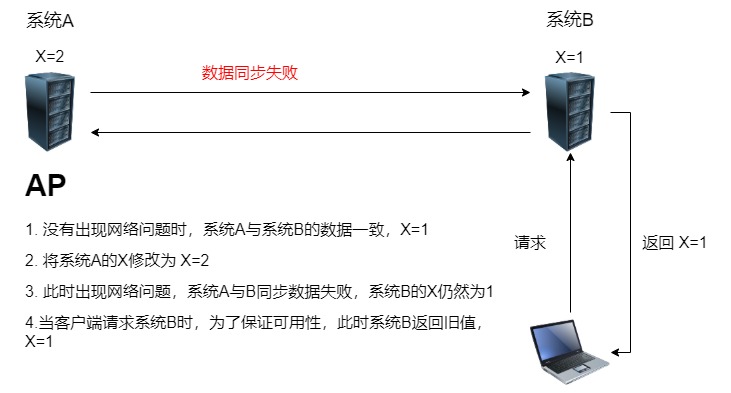 系统A
系统B
X=2
X=1
数据同步失败
AP
1. 没有出现网络问题时，系统A与系统B的数据一致，X=1
2. 将系统A的X修改为 X=2
3. 此时出现网络问题，系统A与B同步数据失败，系统B的X仍然为1
4.当客户端请求系统B时，为了保证可用性，此时系统B返回旧值，
X=1
请求
返回 X=1